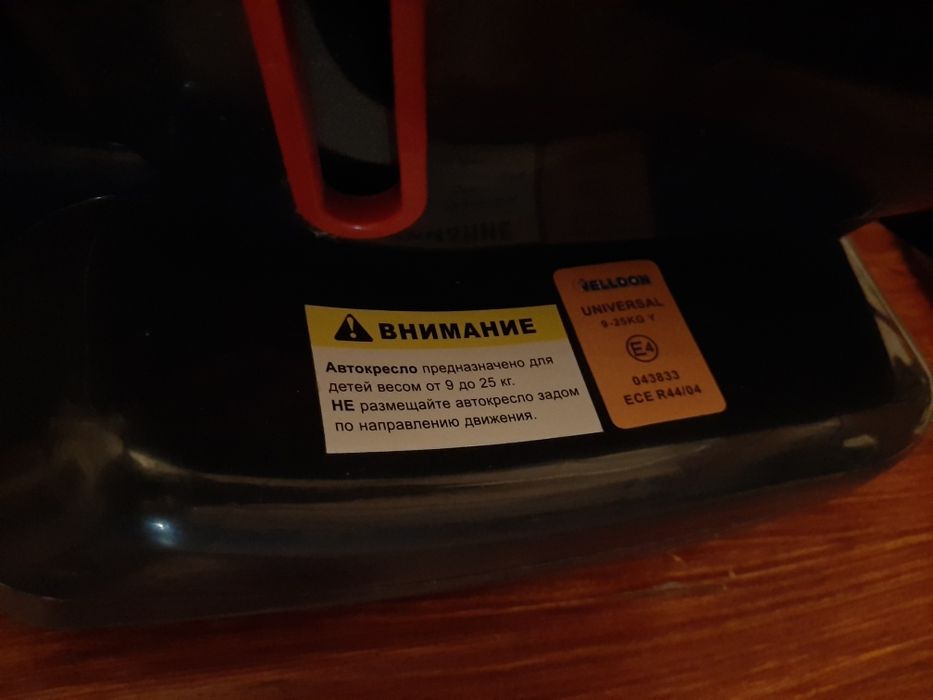 ВНИМАНИЕ
Автокресло предназначено для
детей весом от 9 до 25 кг.
НЕ размещайте автокресло задом
по направлению движения.
WELLDON
UNIVERSAL
9-25KG Y
E4
043833
ECE R44/04